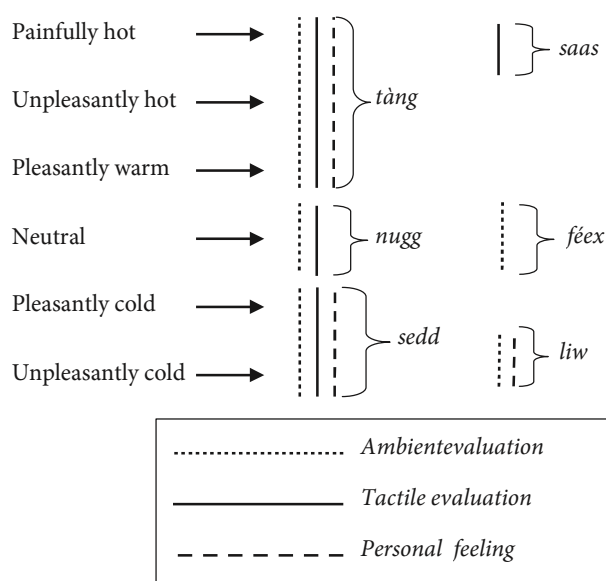 Painfully hot
saas
Unpleasantly hot
tàng
Pleasantly warm
Neutral
nugg
féex
Pleasantly cold
sedd
liw
Unpleasantly cold
Ambientevaluation
Tactile evaluation
Personal feeling